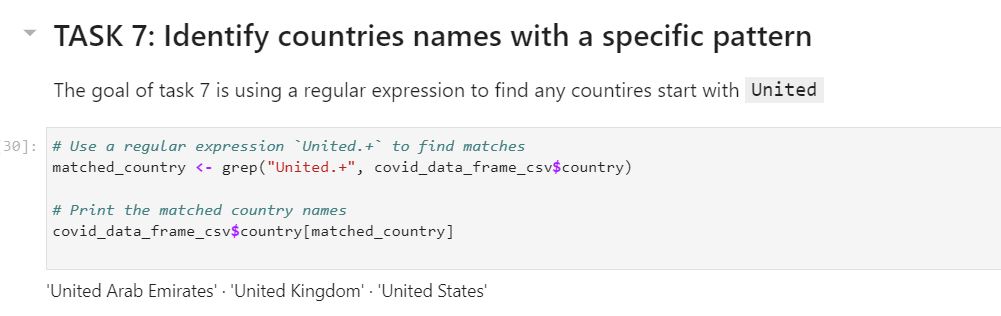 TASK 7: Identify countries names with a specific pattern
The goal of task 7 is using a regular expression to find any countires start with United
30]: # Use a regular expression `United.+` to find matches
matched_country <- grep("United.+", covid_data_frame_csv$country)
# Print the matched country names
covid_data_frame_csv$country[matched_country]
'United Arab Emirates' · 'United Kingdom' · 'United States'